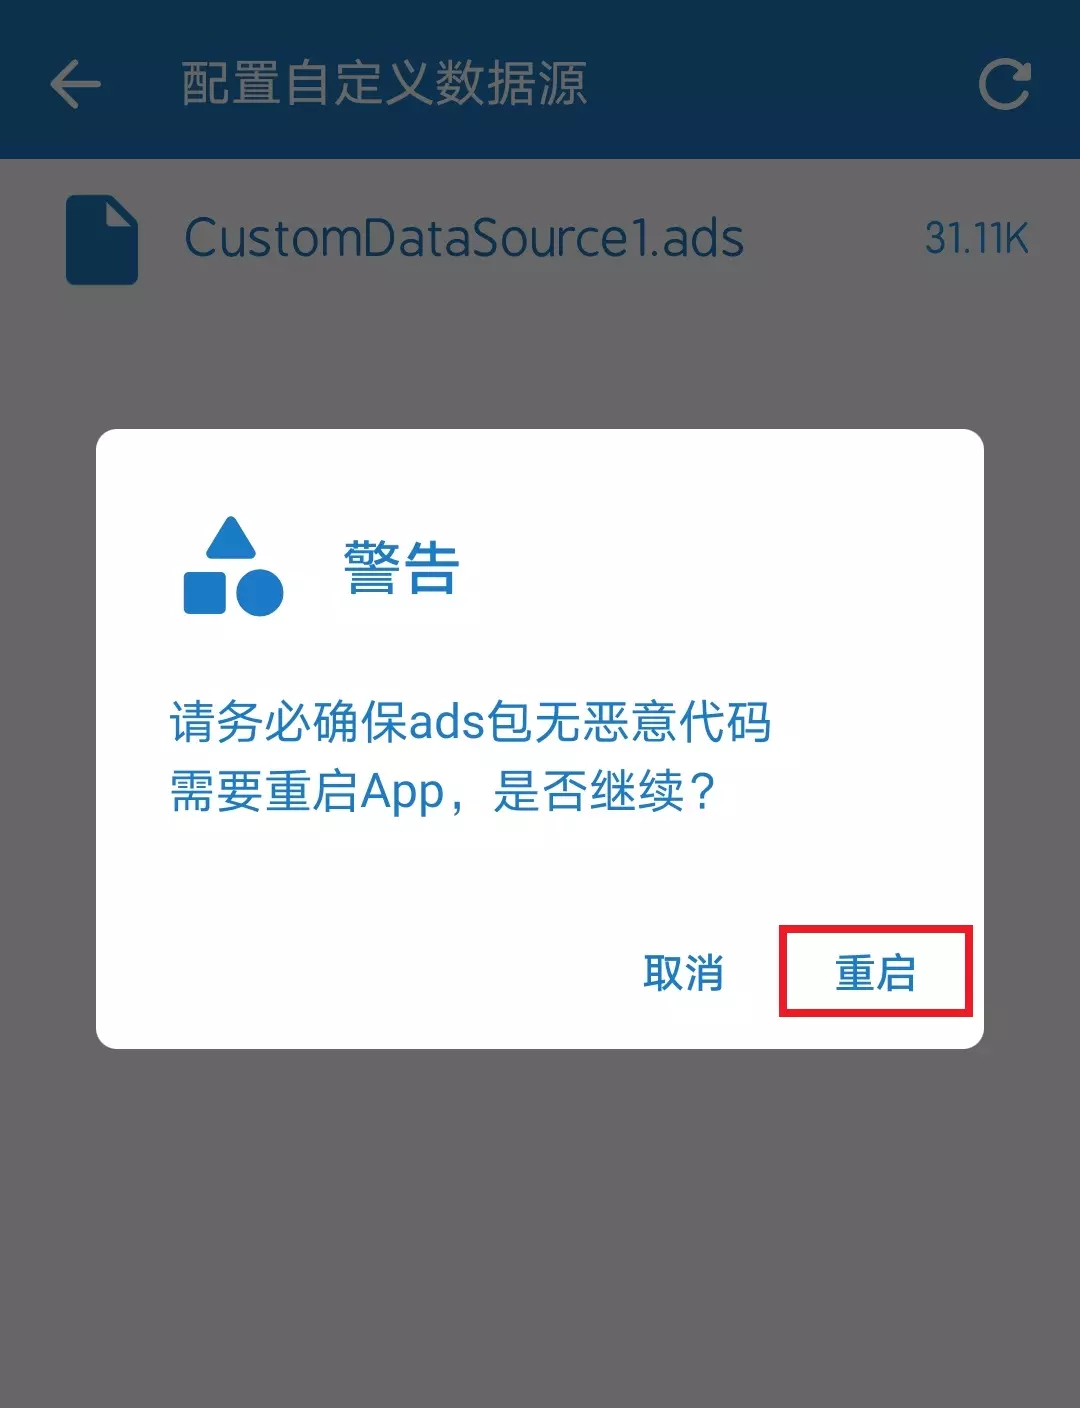 配置自定义数据源
CustomDataSource1.ads 31.11K
警告
请务必确保ads包无恶意代码
需要重启App，是否继续？
取消 重启